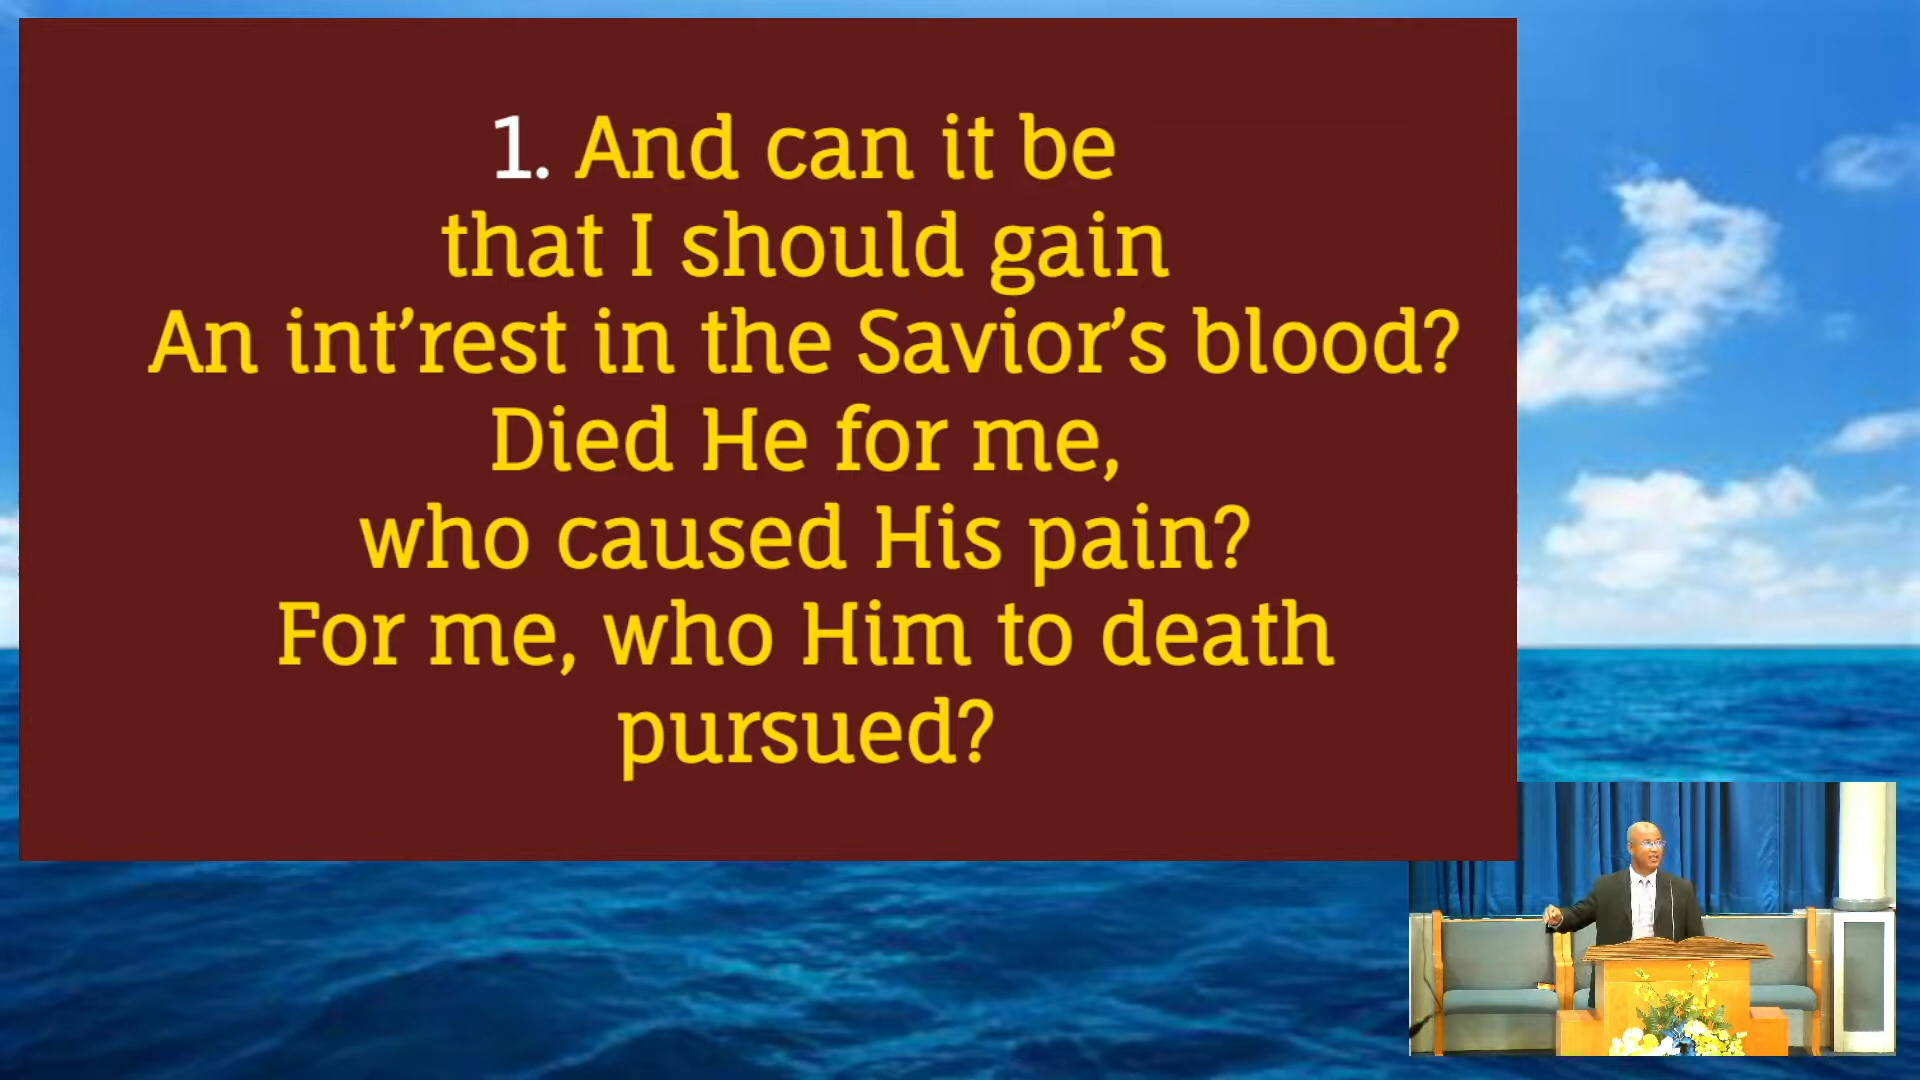 1. And can it be
that I should gain
An int’rest in the Savior’s blood?
Died He for me,
who caused His pain?
For me, who Him to death
pursued?